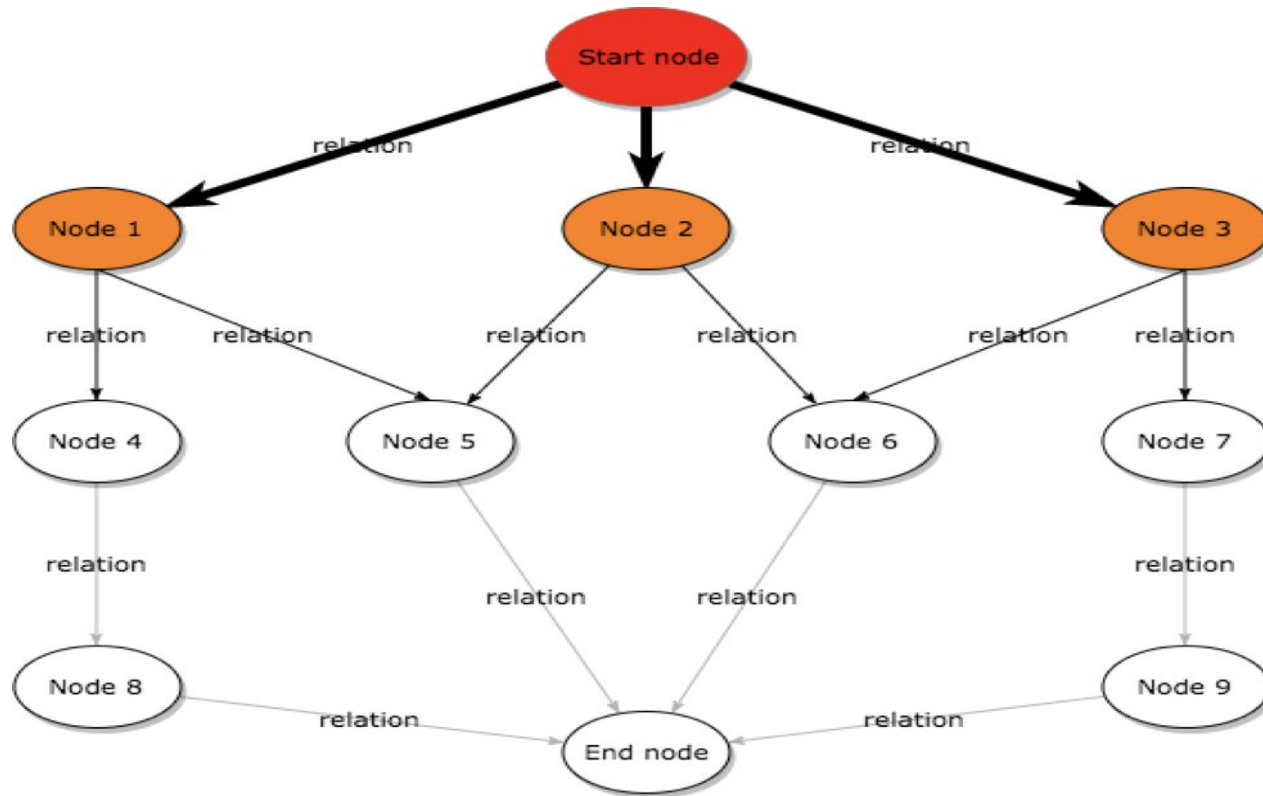 Start node
relation
relation
Node 1
Node 2
Node 3
relation
relation
relation
relation
relation
relation
Node 4
Node 5
Node 6
Node 7
relation
relation
relation
relation
Node 8
Node 9
relation
relation
End node